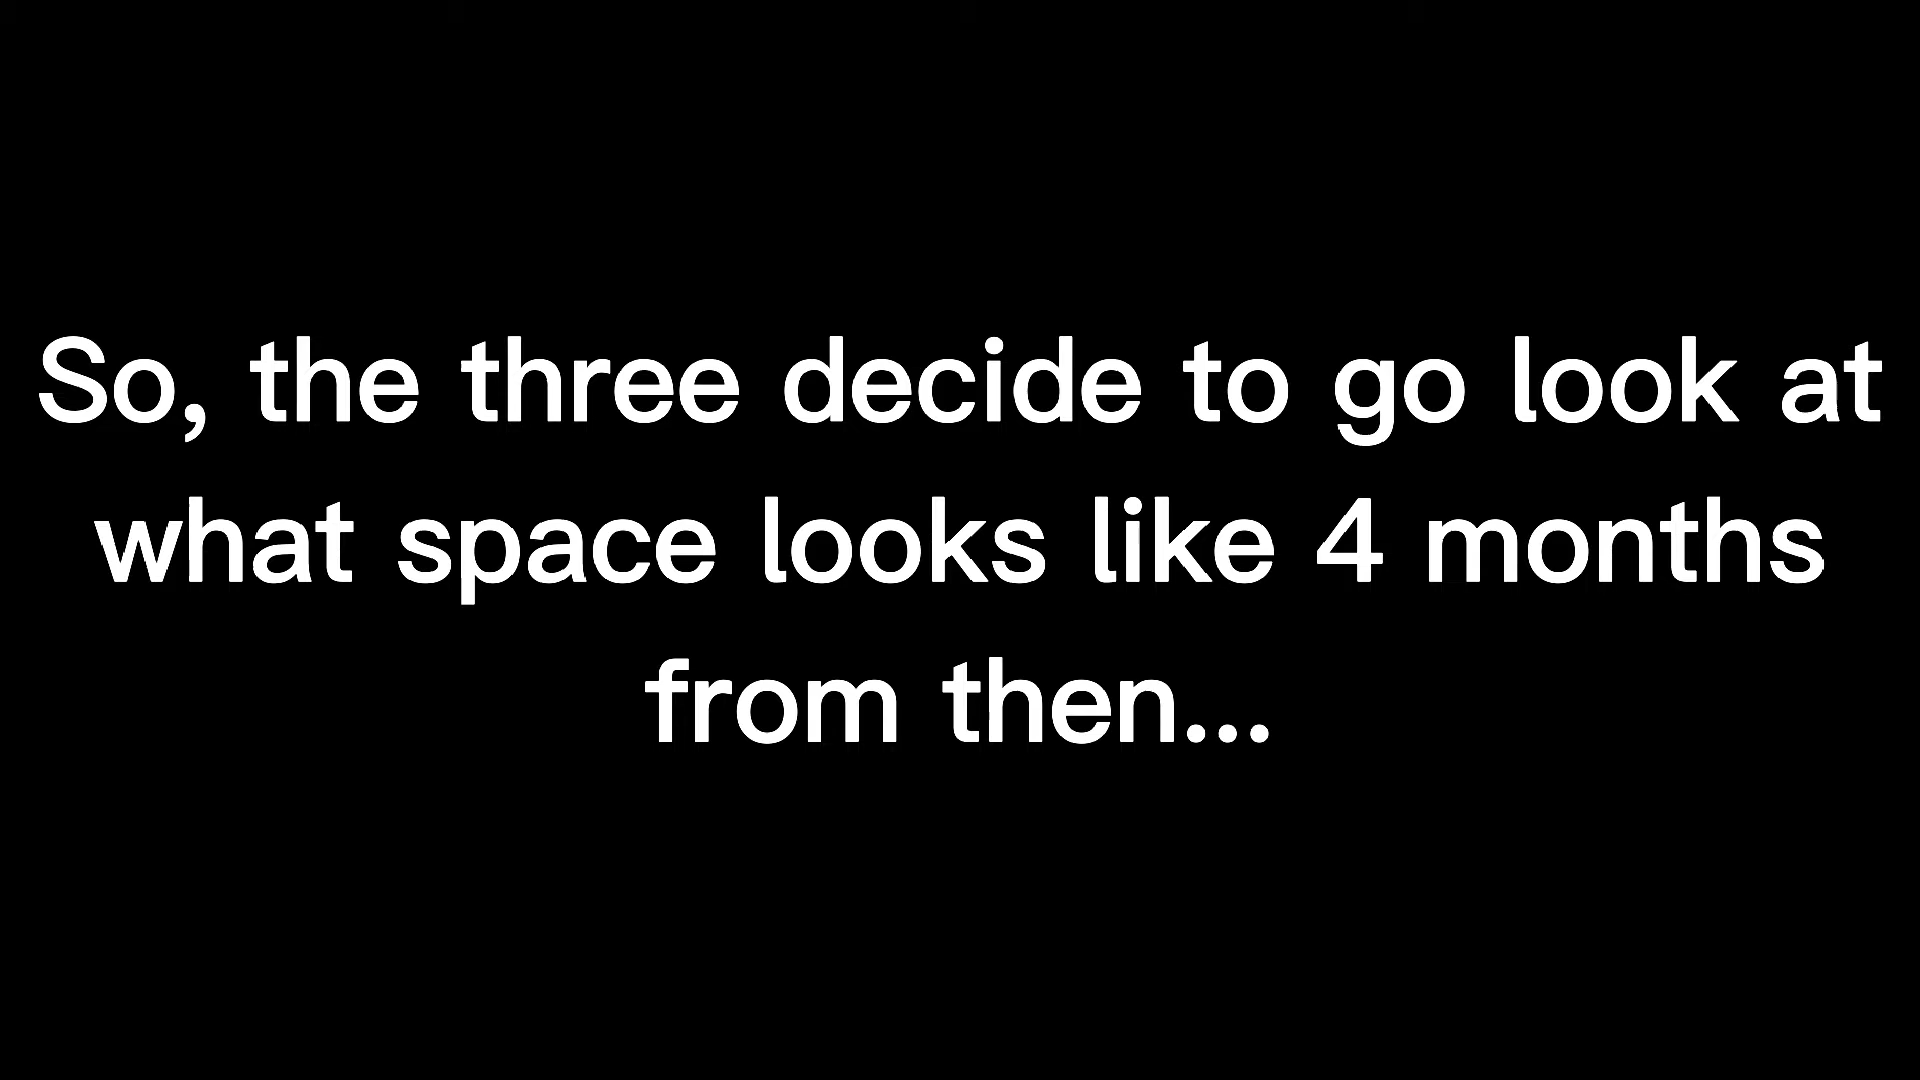 So, the three decide to go look at
what space looks like 4 months
from then...